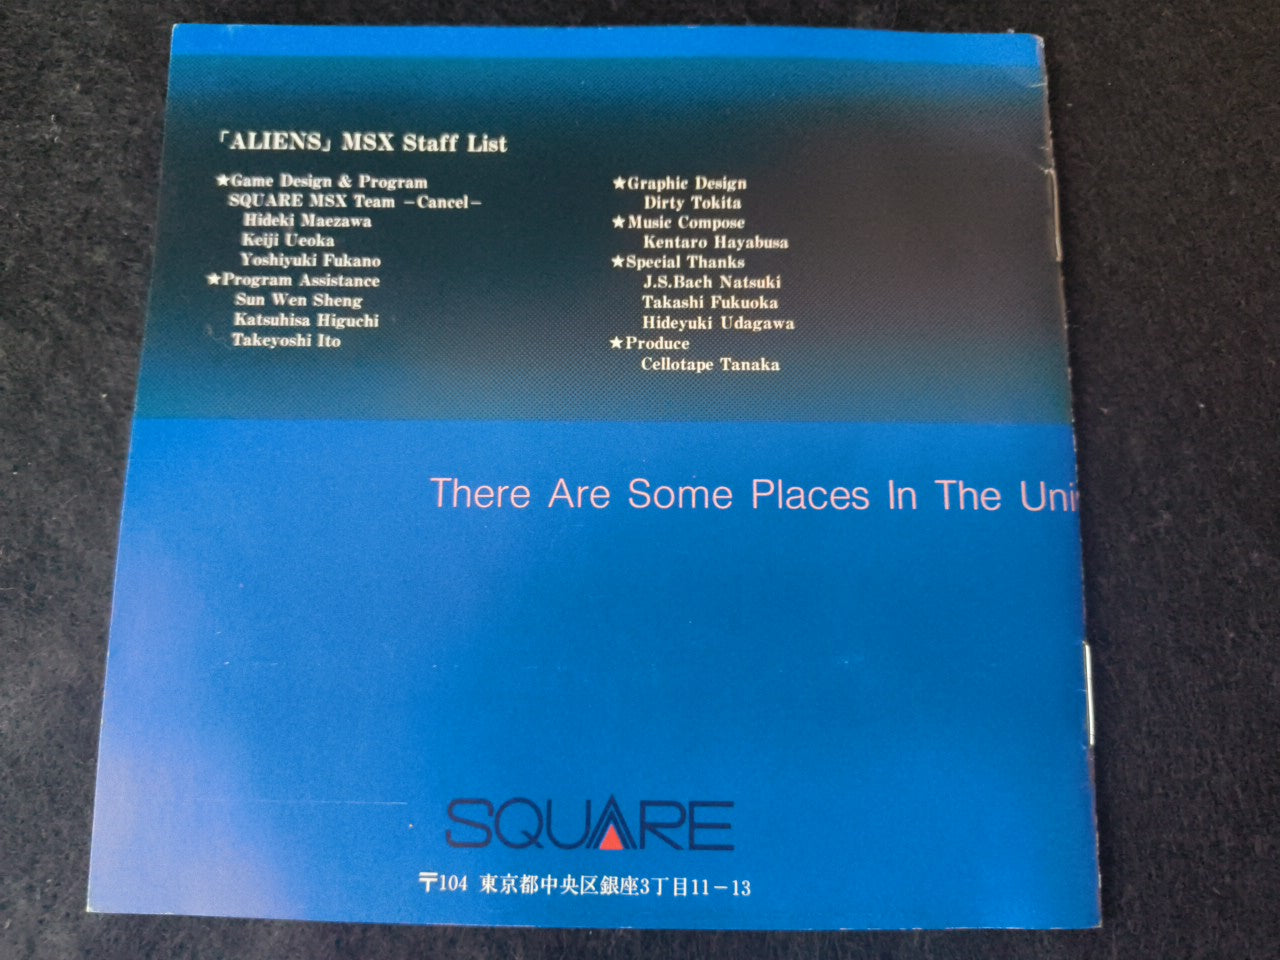 「ALIENS」 MSX Staff List
★Game Design & Program
SQUARE MSX Team −Cancel−
Hideki Maezawa
Keiji Ueoka
Yoshiyuki Fukano
★Program Assistance
Sun Wen Sheng
Katsuhisa Higuchi
Takeyoshi Ito
★Graphic Design
Dirty Tokita
★Music Compose
Kentaro Hayabusa
★Special Thanks
J.S.Bach Natsuki
Takashi Fukuoka
Hideyuki Udagawa
★Produce
Cellotape Tanaka
There Are Some Places In The Uni
SQUARE
〒104 東京都中央区銀座3丁目11−13